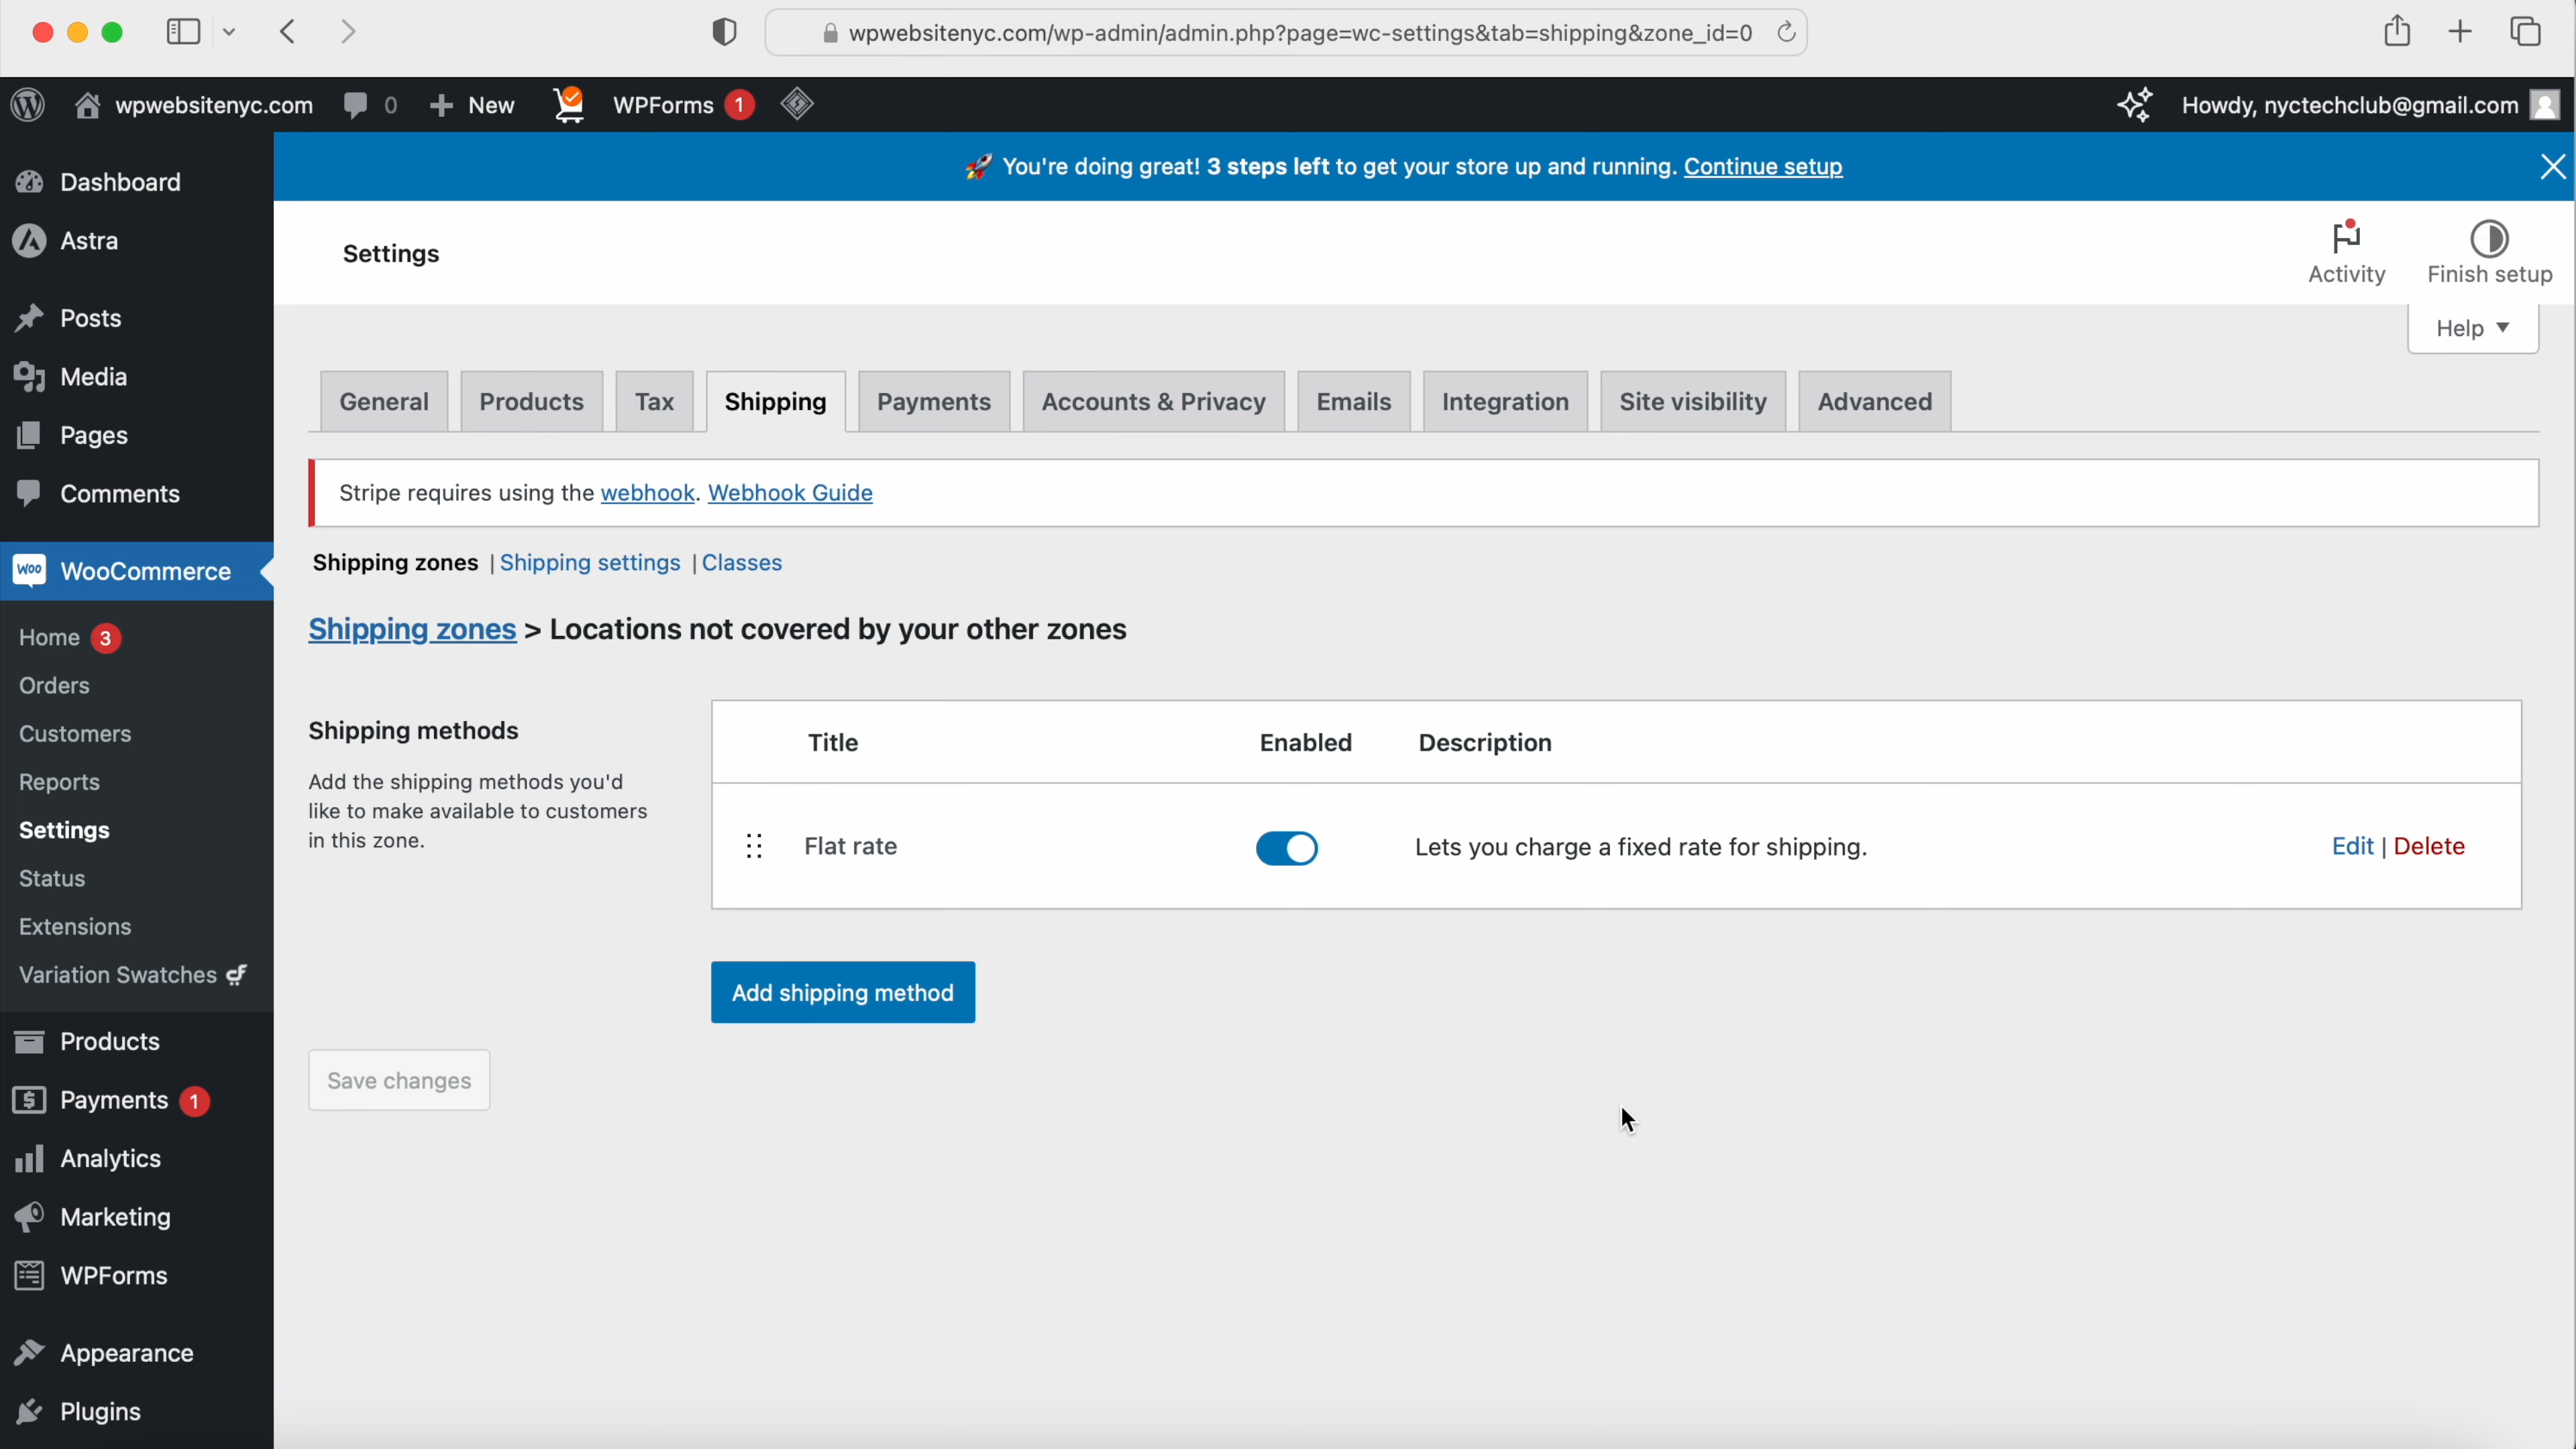 wpwebsitenyc.com/wp-admin/admin.php?page=wc-settings&tab=shipping&zone_id=0
wpwebsitenyc.com 0 New WPForms 1 Howdy, nyctechclub@gmail.com
You're doing great! 3 steps left to get your store up and running. Continue setup
Dashboard
Astra
Posts
Media
Pages
Comments
woo WooCommerce
Home 3
Orders
Customers
Reports
Settings
Status
Extensions
Variation Swatches
Products
Payments 1
Analytics
Marketing
WPForms
Appearance
Plugins
Settings
Activity Finish setup
Help
General Products Tax Shipping Payments Accounts & Privacy Emails Integration Site visibility Advanced
Stripe requires using the webhook. Webhook Guide
Shipping zones | Shipping settings | Classes
Shipping zones > Locations not covered by your other zones
Shipping methods
Add the shipping methods you'd
like to make available to customers
in this zone.
Title Enabled Description
Flat rate Lets you charge a fixed rate for shipping. Edit | Delete
Add shipping method
Save changes